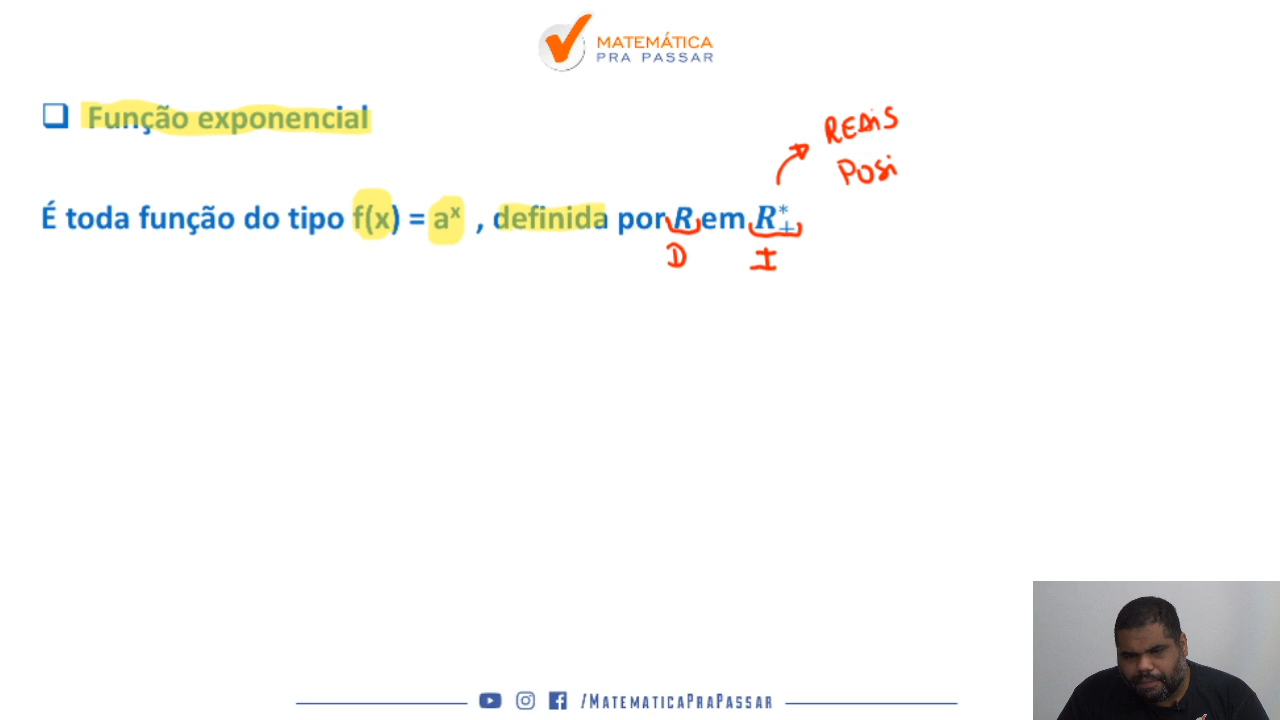 MATEMÁTICA
PRA PASSAR
❑ Função exponencial
REAIS
POSI
É toda função do tipo f(x) = aˣ , definida por R em R₊*
D I
/MatematicaPraPassar